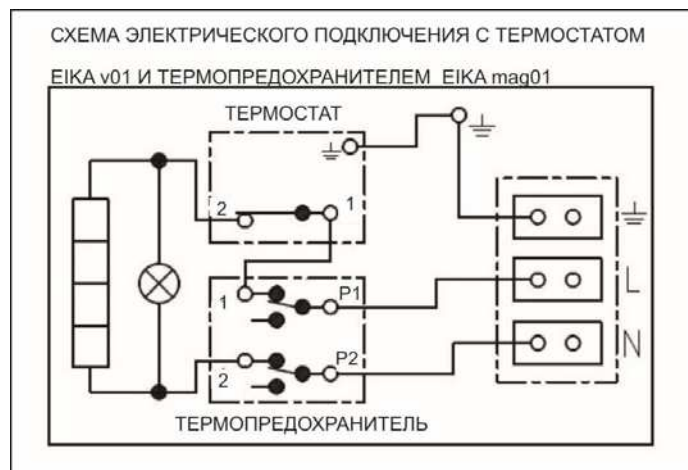 СХЕМА ЭЛЕКТРИЧЕСКОГО ПОДКЛЮЧЕНИЯ С ТЕРМОСТАТОМ
EIKA v01 И ТЕРМОПРЕДОХРАНИТЕЛЕМ EIKA mag01
ТЕРМОСТАТ
2
1
1
P1
L
2
P2
N
ТЕРМОПРЕДОХРАНИТЕЛЬ